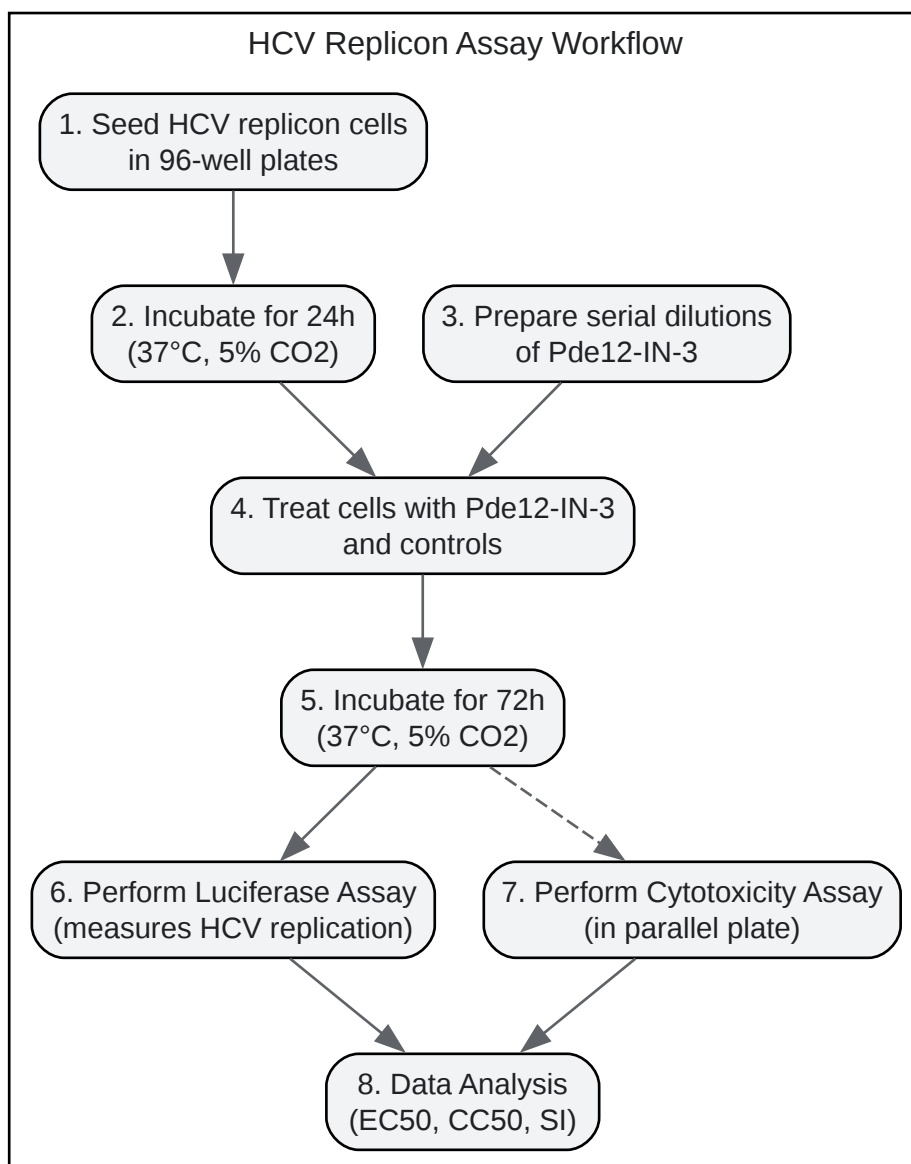 HCV Replicon Assay Workflow
1. Seed HCV replicon cells
in 96-well plates
2. Incubate for 24h
(37°C, 5% CO2)
3. Prepare serial dilutions
of Pde12-IN-3
4. Treat cells with Pde12-IN-3
and controls
5. Incubate for 72h
(37°C, 5% CO2)
6. Perform Luciferase Assay
(measures HCV replication)
7. Perform Cytotoxicity Assay
(in parallel plate)
8. Data Analysis
(EC50, CC50, SI)